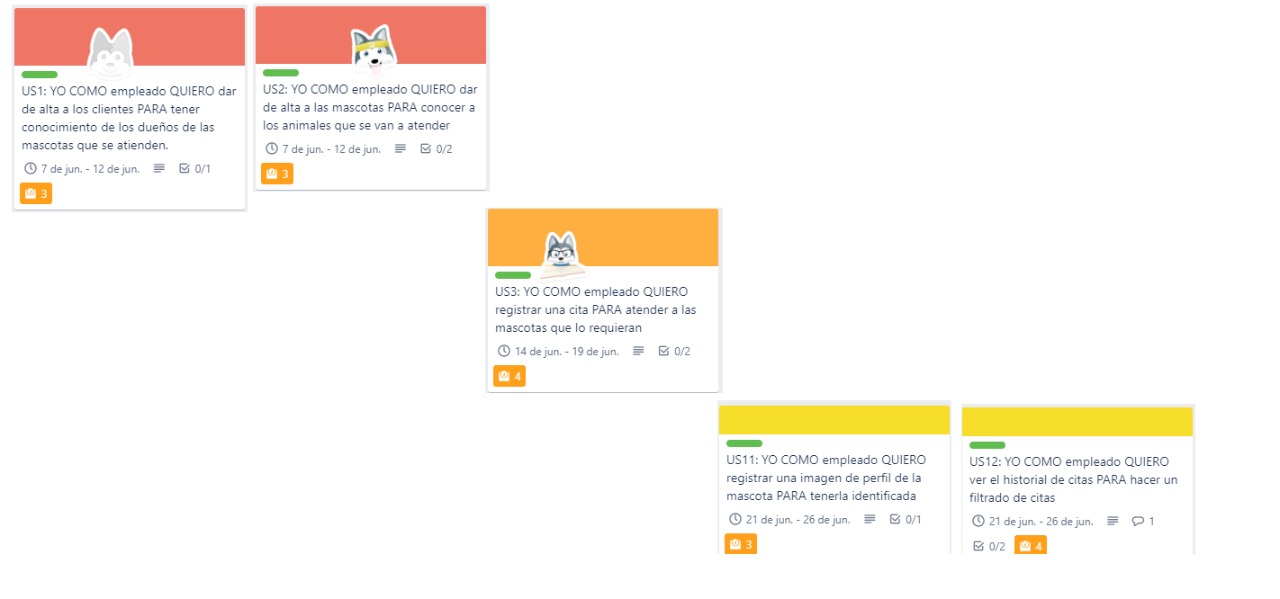 US1: YO COMO empleado QUIERO dar
de alta a los clientes PARA tener
conocimiento de los dueños de las
mascotas que se atienden.
7 de jun. - 12 de jun.
0/1
3
US2: YO COMO empleado QUIERO dar
de alta a las mascotas PARA conocer a
los animales que se van a atender
7 de jun. - 12 de jun.
0/2
3
US3: YO COMO empleado QUIERO
registrar una cita PARA atender a las
mascotas que lo requieran
14 de jun. - 19 de jun.
0/2
4
US11: YO COMO empleado QUIERO
registrar una imagen de perfil de la
mascota PARA tenerla identificada
21 de jun. - 26 de jun.
0/1
3
US12: YO COMO empleado QUIERO
ver el historial de citas PARA hacer un
filtrado de citas
21 de jun. - 26 de jun.
1
0/2
4